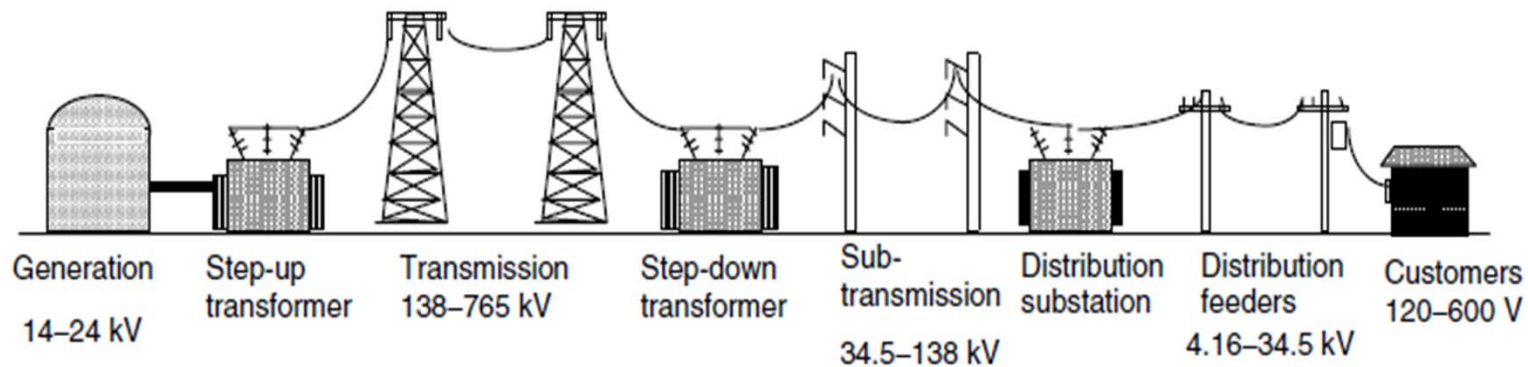 Generation
14–24 kV
Step-up
transformer
Transmission
138–765 kV
Step-down
transformer
Sub-
transmission
34.5–138 kV
Distribution
substation
Distribution
feeders
4.16–34.5 kV
Customers
120–600 V